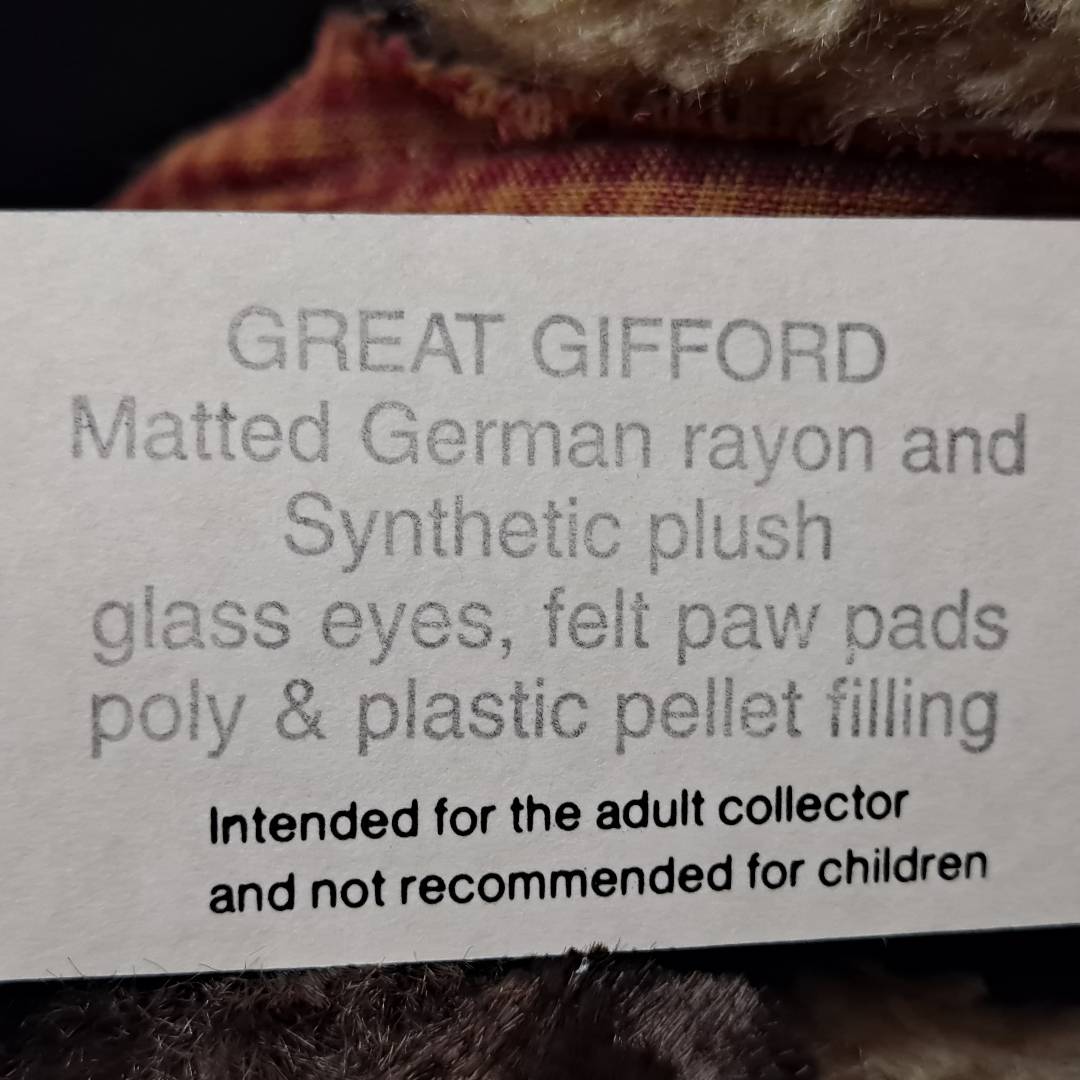 GREAT GIFFORD
Matted German rayon and
Synthetic plush
glass eyes, felt paw pads
poly & plastic pellet filling
Intended for the adult collector
and not recommended for children